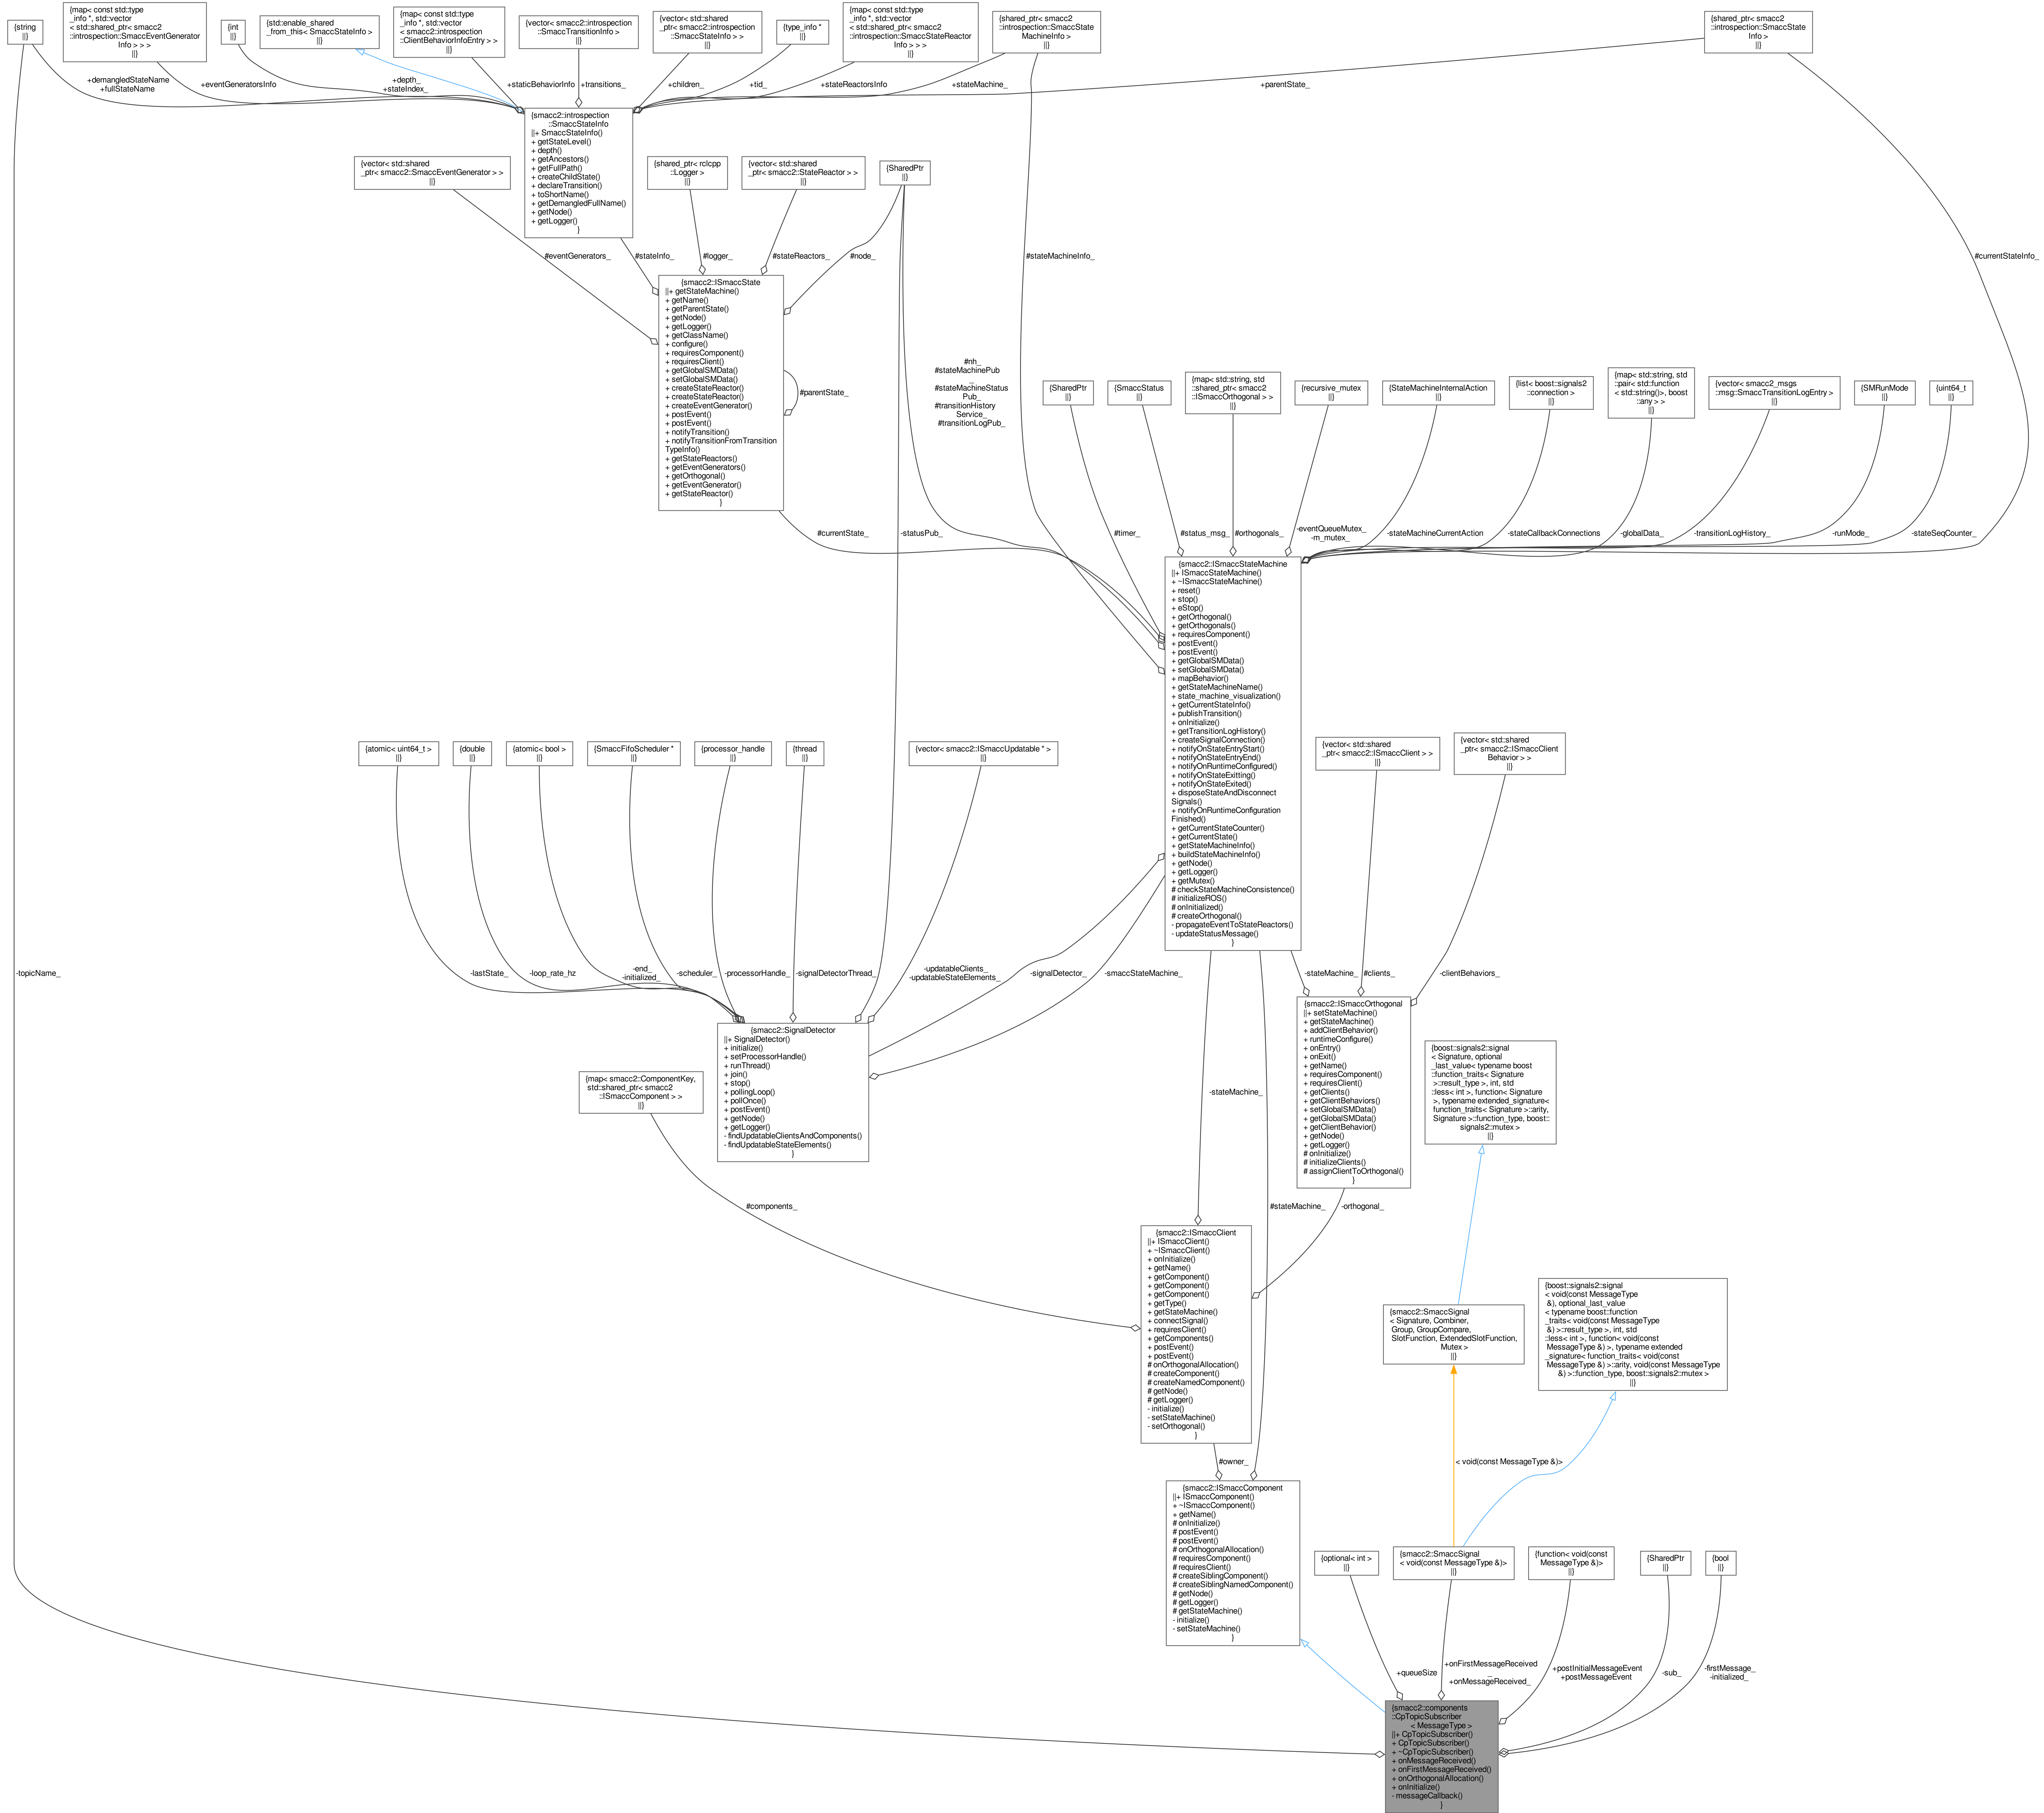 {string
||}
{map< const std::type
_info *, std::vector
< std::shared_ptr< smacc2
::introspection::SmaccEventGenerator
Info > > >
||}
{int
||}
{std::enable_shared
_from_this< SmaccStateInfo >
||}
{map< const std::type
_info *, std::vector
< smacc2::introspection
::ClientBehaviorInfoEntry > >
||}
{vector< smacc2::introspection
::SmaccTransitionInfo >
||}
{vector< std::shared
_ptr< smacc2::introspection
::SmaccStateInfo > >
||}
{type_info *
||}
{map< const std::type
_info *, std::vector
< std::shared_ptr< smacc2
::introspection::SmaccStateReactor
Info > > >
||}
{shared_ptr< smacc2
::introspection::SmaccState
MachineInfo >
||}
{shared_ptr< smacc2
::introspection::SmaccState
Info >
||}
+demangledStateName
+fullStateName
+eventGeneratorsInfo
+depth_
+stateIndex_
+staticBehaviorInfo
+transitions_
+children_
+tid_
+stateReactorsInfo
+stateMachine_
+parentState_
{smacc2::introspection
::SmaccStateInfo
||+ SmaccStateInfo()
+ getStateLevel()
+ depth()
+ getAncestors()
+ getFullPath()
+ createChildState()
+ declareTransition()
+ toShortName()
+ getDemangledFullName()
+ getNode()
+ getLogger()
}
{vector< std::shared
_ptr< smacc2::SmaccEventGenerator > >
||}
{shared_ptr< rclcpp
::Logger >
||}
{vector< std::shared
_ptr< smacc2::StateReactor > >
||}
{SharedPtr
||}
#eventGenerators_
#stateInfo_
#logger_
#stateReactors_
#node_
#stateMachineInfo_
#currentStateInfo_
{smacc2::ISmaccState
||+ getStateMachine()
+ getName()
+ getParentState()
+ getNode()
+ getLogger()
+ getClassName()
+ configure()
+ requiresComponent()
+ requiresClient()
+ getGlobalSMData()
+ setGlobalSMData()
+ createStateReactor()
+ createStateReactor()
+ createEventGenerator()
+ postEvent()
+ postEvent()
+ notifyTransition()
+ notifyTransitionFromTransition
TypeInfo()
+ getStateReactors()
+ getEventGenerators()
+ getOrthogonal()
+ getEventGenerator()
+ getStateReactor()
}
#parentState_
#nh_
#stateMachinePub
_
#stateMachineStatus
Pub_
#transitionHistory
Service_
#transitionLogPub_
{SharedPtr
||}
{SmaccStatus
||}
{map< std::string, std
::shared_ptr< smacc2
::ISmaccOrthogonal > >
||}
{recursive_mutex
||}
{StateMachineInternalAction
||}
{list< boost::signals2
::connection >
||}
{map< std::string, std
::pair< std::function
< std::string()>, boost
::any > >
||}
{vector< smacc2_msgs
::msg::SmaccTransitionLogEntry >
||}
{SMRunMode
||}
{uint64_t
||}
#currentState_
-statusPub_
#timer_
#status_msg_
#orthogonals_
-eventQueueMutex_
-m_mutex_
-stateMachineCurrentAction
-stateCallbackConnections
-globalData_
-transitionLogHistory_
-runMode_
-stateSeqCounter_
{smacc2::ISmaccStateMachine
||+ ISmaccStateMachine()
+ ~ISmaccStateMachine()
+ reset()
+ stop()
+ eStop()
+ getOrthogonal()
+ getOrthogonals()
+ requiresComponent()
+ postEvent()
+ postEvent()
+ getGlobalSMData()
+ setGlobalSMData()
+ mapBehavior()
+ getStateMachineName()
+ state_machine_visualization()
+ getCurrentStateInfo()
+ publishTransition()
+ onInitialize()
+ getTransitionLogHistory()
+ createSignalConnection()
+ notifyOnStateEntryStart()
+ notifyOnStateEntryEnd()
+ notifyOnRuntimeConfigured()
+ notifyOnStateExitting()
+ notifyOnStateExited()
+ disposeStateAndDisconnect
Signals()
+ notifyOnRuntimeConfiguration
Finished()
+ getCurrentStateCounter()
+ getCurrentState()
+ getStateMachineInfo()
+ buildStateMachineInfo()
+ getNode()
+ getLogger()
+ getMutex()
# checkStateMachineConsistence()
# initializeROS()
# onInitialized()
# createOrthogonal()
- propagateEventToStateReactors()
- updateStatusMessage()
}
{atomic< uint64_t >
||}
{double
||}
{atomic< bool >
||}
{SmaccFifoScheduler *
||}
{processor_handle
||}
{thread
||}
{vector< smacc2::ISmaccUpdatable * >
||}
{vector< std::shared
_ptr< smacc2::ISmaccClient > >
||}
{vector< std::shared
_ptr< smacc2::ISmaccClient
Behavior > >
||}
-topicName_
-lastState_
-loop_rate_hz
-end_
-initialized_
-scheduler_
-processorHandle_
-signalDetectorThread_
-updatableClients_
-updatableStateElements_
-signalDetector_
-smaccStateMachine_
-stateMachine_
#clients_
-clientBehaviors_
{smacc2::SignalDetector
||+ SignalDetector()
+ initialize()
+ setProcessorHandle()
+ runThread()
+ join()
+ stop()
+ pollingLoop()
+ pollOnce()
+ postEvent()
+ getNode()
+ getLogger()
- findUpdatableClientsAndComponents()
- findUpdatableStateElements()
}
{smacc2::ISmaccOrthogonal
||+ setStateMachine()
+ getStateMachine()
+ addClientBehavior()
+ runtimeConfigure()
+ onEntry()
+ onExit()
+ getName()
+ requiresComponent()
+ requiresClient()
+ getClients()
+ getClientBehaviors()
+ setGlobalSMData()
+ getGlobalSMData()
+ getClientBehavior()
+ getNode()
+ getLogger()
# onInitialize()
# initializeClients()
# assignClientToOrthogonal()
}
{boost::signals2::signal
< Signature, optional
_last_value< typename boost
::function_traits< Signature
>::result_type >, int, std
::less< int >, function< Signature
>, typename extended_signature<
function_traits< Signature >::arity,
Signature >::function_type, boost::
signals2::mutex >
||}
{map< smacc2::ComponentKey,
std::shared_ptr< smacc2
::ISmaccComponent > >
||}
-stateMachine_
#components_
#stateMachine_
-orthogonal_
{smacc2::ISmaccClient
||+ ISmaccClient()
+ ~ISmaccClient()
+ onInitialize()
+ getName()
+ getComponent()
+ getComponent()
+ getComponent()
+ getType()
+ getStateMachine()
+ connectSignal()
+ requiresClient()
+ getComponents()
+ postEvent()
+ postEvent()
# onOrthogonalAllocation()
# createComponent()
# createNamedComponent()
# getNode()
# getLogger()
- initialize()
- setStateMachine()
- setOrthogonal()
}
{smacc2::SmaccSignal
< Signature, Combiner,
Group, GroupCompare,
SlotFunction, ExtendedSlotFunction,
Mutex >
||}
{boost::signals2::signal
< void(const MessageType
&), optional_last_value
< typename boost::function
_traits< void(const MessageType
&) >::result_type >, int, std
::less< int >, function< void(const
MessageType &) >, typename extended
_signature< function_traits< void(const
MessageType &) >::arity, void(const MessageType
&) >::function_type, boost::signals2::mutex >
||}
#owner_
< void(const MessageType &)>
{smacc2::ISmaccComponent
||+ ISmaccComponent()
+ ~ISmaccComponent()
+ getName()
# onInitialize()
# postEvent()
# postEvent()
# onOrthogonalAllocation()
# requiresComponent()
# requiresClient()
# createSiblingComponent()
# createSiblingNamedComponent()
# getNode()
# getLogger()
# getStateMachine()
- initialize()
- setStateMachine()
}
{optional< int >
||}
{smacc2::SmaccSignal
< void(const MessageType &)>
||}
{function< void(const
MessageType &)>
||}
{SharedPtr
||}
{bool
||}
+queueSize
+onFirstMessageReceived
_
+onMessageReceived_
+postInitialMessageEvent
+postMessageEvent
-sub_
-firstMessage_
-initialized_
{smacc2::components
::CpTopicSubscriber
< MessageType >
||+ CpTopicSubscriber()
+ CpTopicSubscriber()
+ ~CpTopicSubscriber()
+ onMessageReceived()
+ onFirstMessageReceived()
+ onOrthogonalAllocation()
+ onInitialize()
- messageCallback()
}